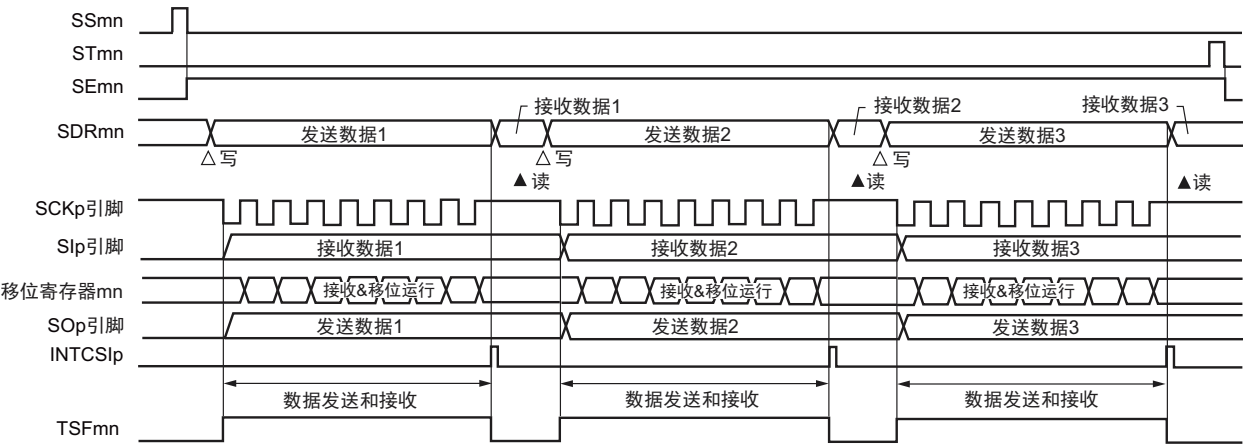 SSmn
STmn
SEmn
接收数据1 接收数据2 接收数据3
SDRmn 发送数据1 发送数据2 发送数据3
△写 △写 △写
▲读 ▲读 ▲读
SCKp引脚
SIp引脚 接收数据1 接收数据2 接收数据3
移位寄存器mn 接收&移位运行 接收&移位运行 接收&移位运行
SOp引脚 发送数据1 发送数据2 发送数据3
INTCSIp
数据发送和接收 数据发送和接收 数据发送和接收
TSFmn